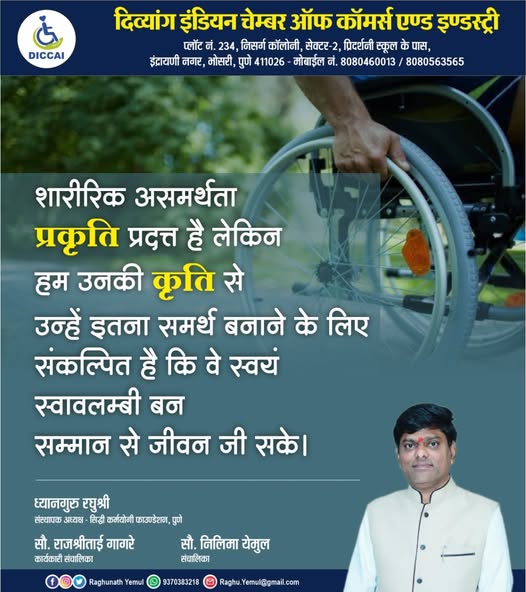 DICCAI
दिव्यांग इंडियन चेम्बर ऑफ कॉमर्स एण्ड इण्डस्ट्री
प्लॉट नं. 234, निसर्ग कॉलोनी, सेक्टर-2, प्रिदर्शनी स्कूल के पास,
इंद्रायणी नगर, भोसरी, पुणे 411026 - मोबाईल नं. 8080460013 / 8080563565
शारीरिक असमर्थता
प्रकृति प्रदत्त है लेकिन
हम उनकी कृति से
उन्हें इतना समर्थ बनाने के लिए
संकल्पित है कि वे स्वयं
स्वावलम्बी बन
सम्मान से जीवन जी सके।
ध्यानगुरु रघुश्री
संस्थापक अध्यक्ष - सिद्धी कर्मयोनी फाऊण्डेशन, पुणे
सौ. राजश्रीताई गागरे
कार्यकारी संचालिका
सौ. निलिमा येमुल
संचालिका
Raghunath Yemul 9370383218 Raghu.Yemul@gmail.com